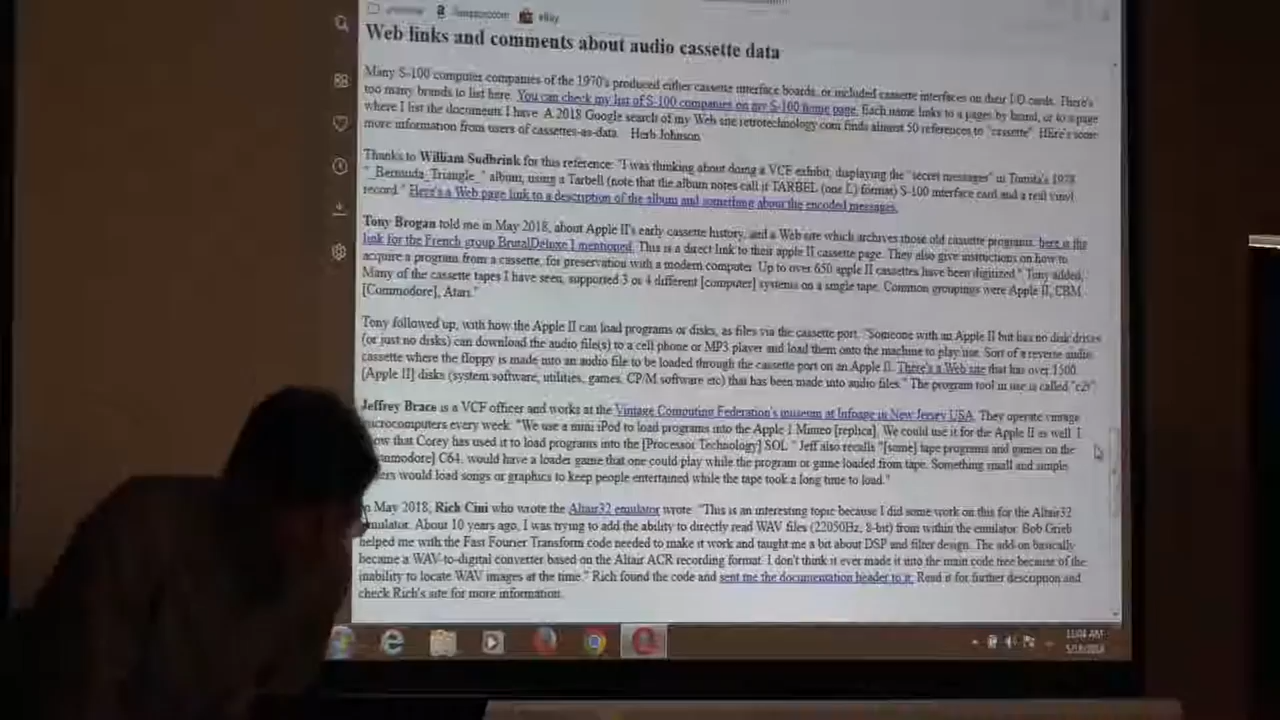 eBay
Web links and comments about audio cassette data
Many S-100 computer companies of the 1970's produced either cassette interface boards, or included cassette interfaces on their I/O cards. There's
too many brands to list here. You can check my list of S-100 companies on my S-100 home page. Each name links to a pages by brand, or to a page
where I list the documents I have. A 2018 Google search of my Web site retrotechnology.com finds almost 50 references to "cassette". Here's some
more information from users of cassettes-as-data. Herb Johnson
Thanks to William Sudbrink for this reference: "I was thinking about doing a VCF exhibit, displaying the "secret messages" in Tomita's 1978
"_Bermuda_Triangle_" album, using a Tarbell (note that the album notes call it TARBEL (one L) format) S-100 interface card and a real vinyl
record." Here's a Web page link to a description of the album and something about the encoded messages.
Tony Brogan told me in May 2018, about Apple II's early cassette history, and a Web site which archives those old cassette programs. here is the
link for the French group BrutalDeluxe I mentioned. This is a direct link to their apple II cassette page. They also give instructions on how to
acquire a program from a cassette, for preservation with a modern computer. Up to over 650 apple II cassettes have been digitized." Tony added,
Many of the cassette tapes I have seen, supported 3 or 4 different [computer] systems on a single tape. Common groupings were Apple II, CBM
[Commodore], Atari."
Tony followed up, with how the Apple II can load programs or disks, as files via the cassette port. "Someone with an Apple II but has no disk drives
(or just no disks) can download the audio file(s) to a cell phone or MP3 player and load them onto the machine to play/use. Sort of a reverse audio
cassette where the floppy is made into an audio file to be loaded through the cassette port on an Apple II. There's a Web site that has over 1500
[Apple II] disks (system software, utilities, games, CP/M software etc) that has been made into audio files." The program tool in use is called "c2t".
Jeffrey Brace is a VCF officer and works at the Vintage Computing Federation's museum at Infoage in New Jersey USA. They operate vintage
microcomputers every week. "We use a mini iPod to load programs into the Apple 1 Mimeo [replica]. We could use it for the Apple II as well. I
ow that Corey has used it to load programs into the [Processor Technology] SOL." Jeff also recalls "[some] tape programs and games on the
mmodore] C64, would have a loader game that one could play while the program or game loaded from tape. Something small and simple
ers would load songs or graphics to keep people entertained while the tape took a long time to load."
n May 2018, Rich Cini who wrote the Altair32 emulator wrote: "This is an interesting topic because I did some work on this for the Altair32
emulator. About 10 years ago, I was trying to add the ability to directly read WAV files (22050Hz, 8-bit) from within the emulator. Bob Grieb
helped me with the Fast Fourier Transform code needed to make it work and taught me a bit about DSP and filter design. The add-on basically
became a WAV-to-digital converter based on the Altair ACR recording format. I don't think it ever made it into the main code tree because of the
inability to locate WAV images at the time." Rich found the code and sent me the documentation header to it. Read it for further description and
check Rich's site for more information.
11:04 AM